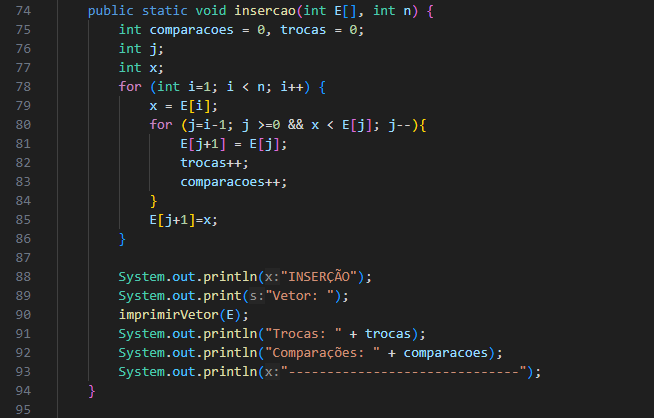 74 public static void insercao(int E[], int n) {
75 int comparacoes = 0, trocas = 0;
76 int j;
77 int x;
78 for (int i=1; i < n; i++) {
79 x = E[i];
80 for (j=i-1; j >=0 && x < E[j]; j--){
81 E[j+1] = E[j];
82 trocas++;
83 comparacoes++;
84 }
85 E[j+1]=x;
86 }
87
88 System.out.println(x:"INSERÇÃO");
89 System.out.print(s:"Vetor: ");
90 imprimirVetor(E);
91 System.out.println("Trocas: " + trocas);
92 System.out.println("Comparações: " + comparacoes);
93 System.out.println(x:"------------------------------");
94 }
95